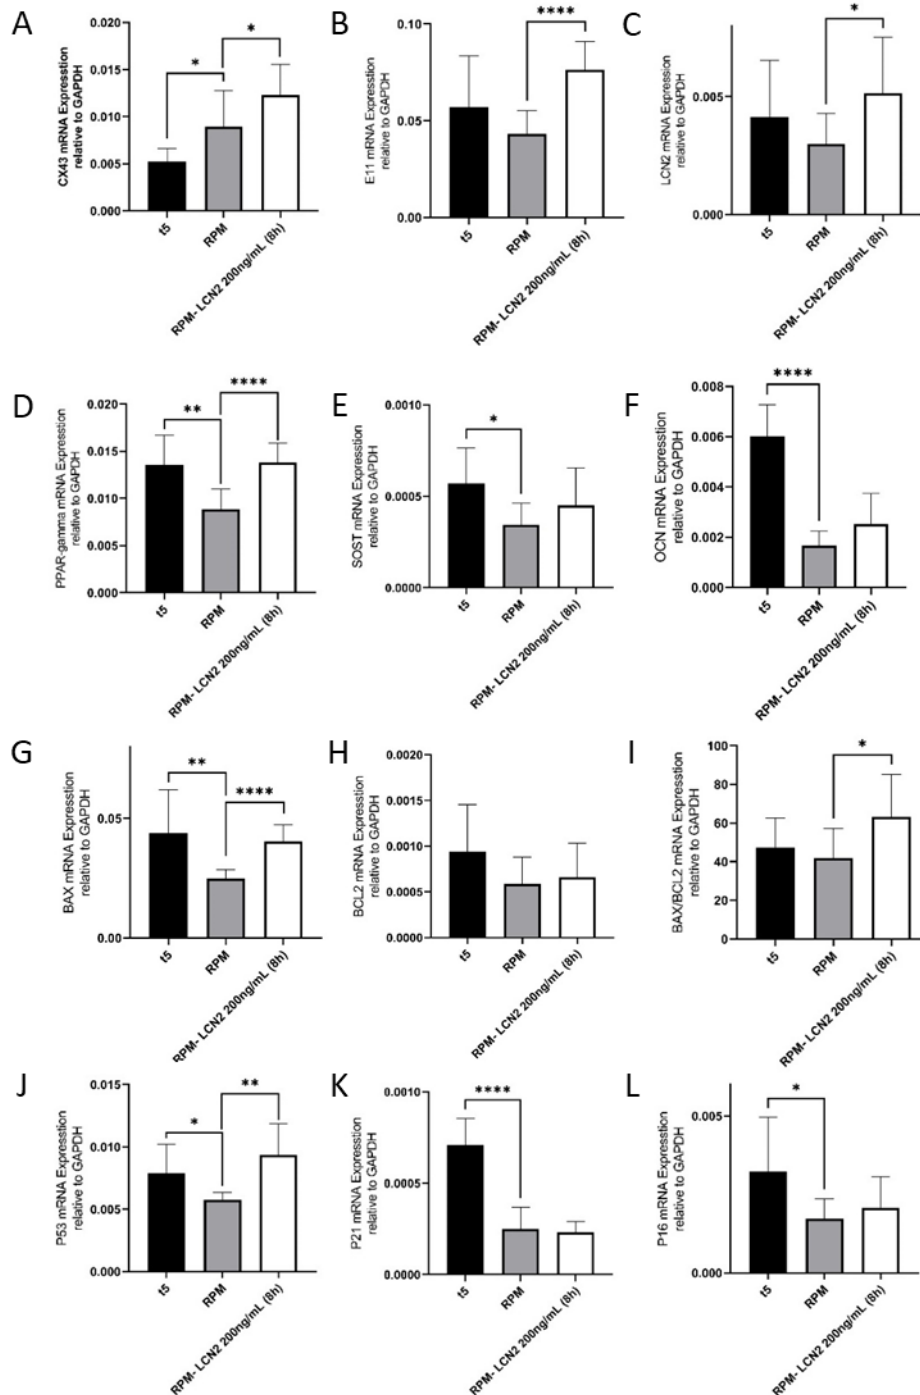 A
CX43 mRNA Expresstion
relative to GAPDH
0.020
0.015
0.010
0.005
0.000
*
*
t5
RPM
RPM- LCN2 200ng/mL (8h)
B
E11 mRNA Expresstion
relative to GAPDH
0.10
0.05
0.00
****
t5
RPM
RPM- LCN2 200ng/mL (8h)
C
LCN2 mRNA Expression
relative to GAPDH
0.005
0.000
*
t5
RPM
RPM- LCN2 200ng/mL (8h)
D
PPAR-gamma mRNA Expression
relative to GAPDH
0.020
0.015
0.010
0.005
0.000
**
****
t5
RPM
RPM- LCN2 200ng/mL (8h)
E
SOST mRNA Expresstion
relative to GAPDH
0.0010
0.0005
0.0000
*
t5
RPM
RPM- LCN2 200ng/mL (8h)
F
OCN mRNA Expresstion
relative to GAPDH
0.008
0.006
0.004
0.002
0.000
****
t5
RPM
RPM- LCN2 200ng/mL (8h)
G
BAX mRNA Expresstion
relative to GAPDH
0.05
0.00
**
****
t5
RPM
RPM- LCN2 200ng/mL (8h)
H
BCL2 mRNA Expresstion
relative to GAPDH
0.0020
0.0015
0.0010
0.0005
0.0000
t5
RPM
RPM- LCN2 200ng/mL (8h)
I
BAX/BCL2 mRNA Expresstion
relative to GAPDH
100
80
60
40
20
0
*
t5
RPM
RPM- LCN2 200ng/mL (8h)
J
P53 mRNA Expresstion
relative to GAPDH
0.015
0.010
0.005
0.000
*
**
t5
RPM
RPM- LCN2 200ng/mL (8h)
K
P21 mRNA Expresstion
relative to GAPDH
0.0010
0.0005
0.0000
****
t5
RPM
RPM- LCN2 200ng/mL (8h)
L
P16 mRNA Expresstion
relative to GAPDH
0.005
0.000
*
t5
RPM
RPM- LCN2 200ng/mL (8h)